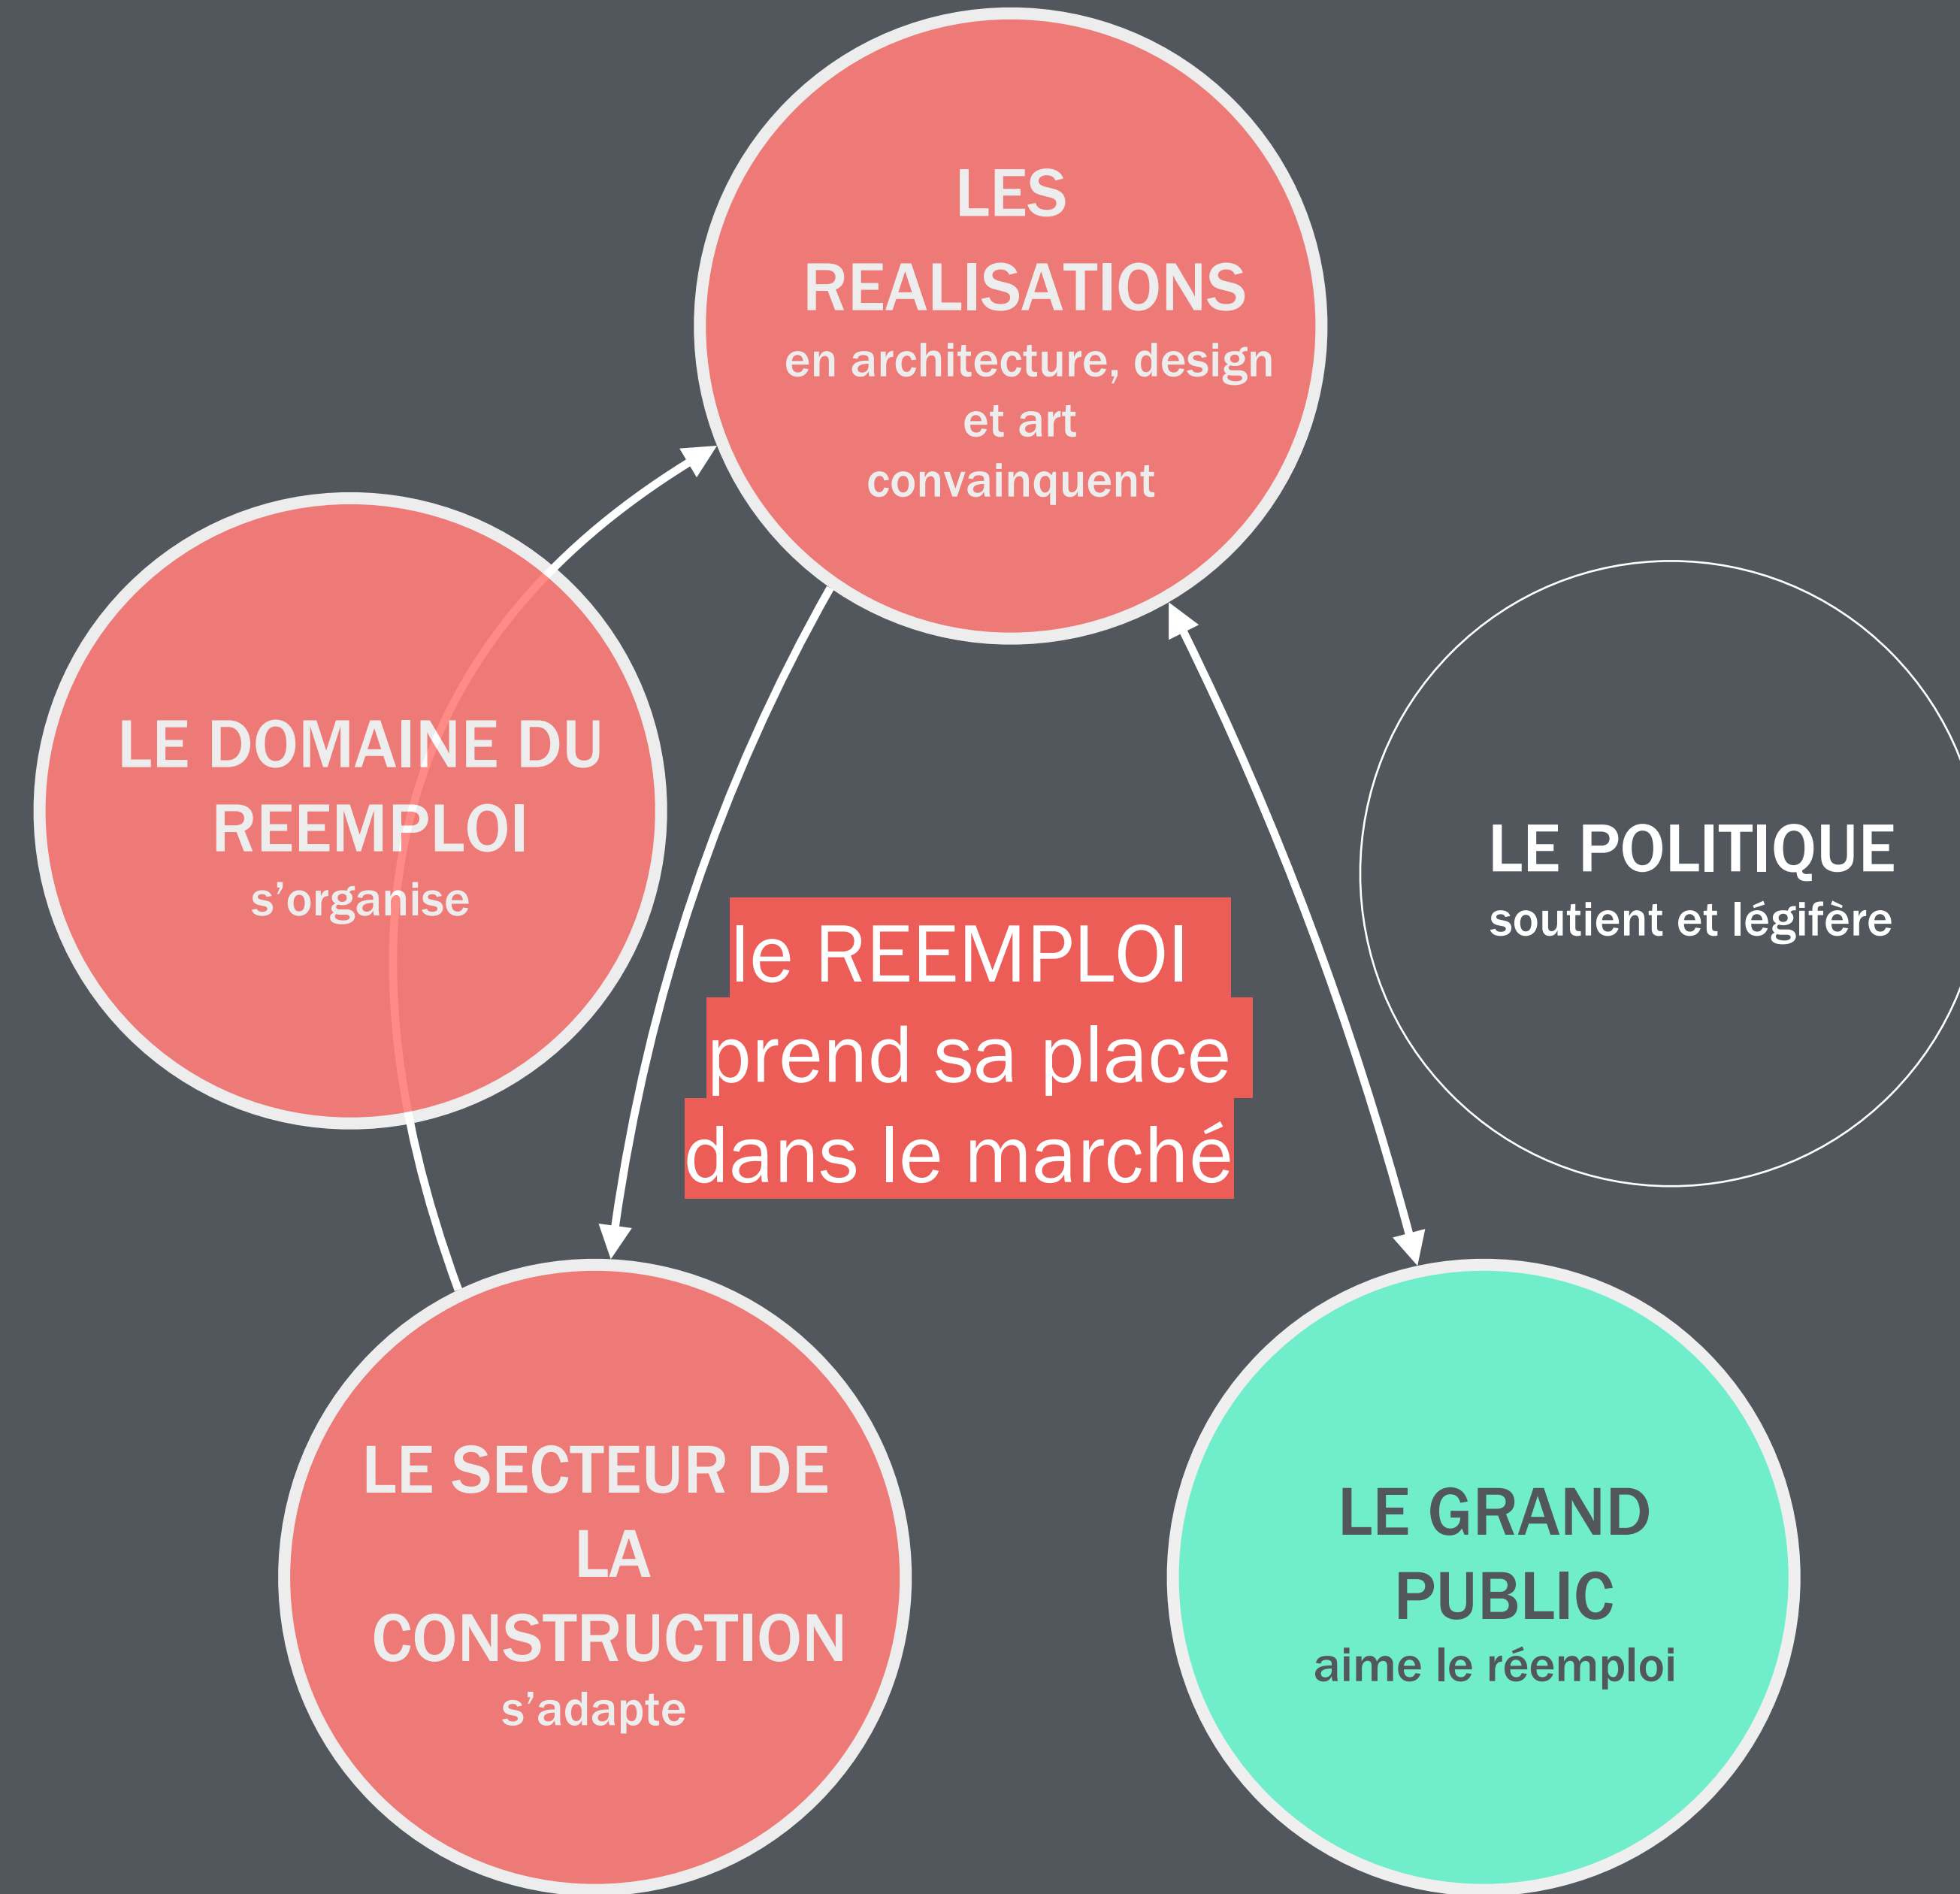 LES
REALISATIONS
en architecture, design
et art
convainquent
LE DOMAINE DU
REEMPLOI
s’organise
LE POLITIQUE
soutient et légifère
le REEMPLOI
prend sa place
dans le marché
LE SECTEUR DE
LA
CONSTRUCTION
s’adapte
LE GRAND
PUBLIC
aime le réemploi